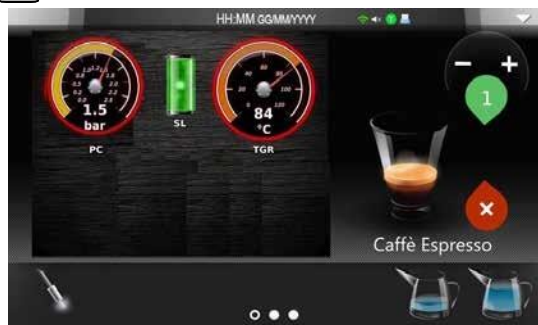 HH:MM GG/MM/YYYY
1.5
bar
PC
SL
84
°C
TGR
1
Caffè Espresso